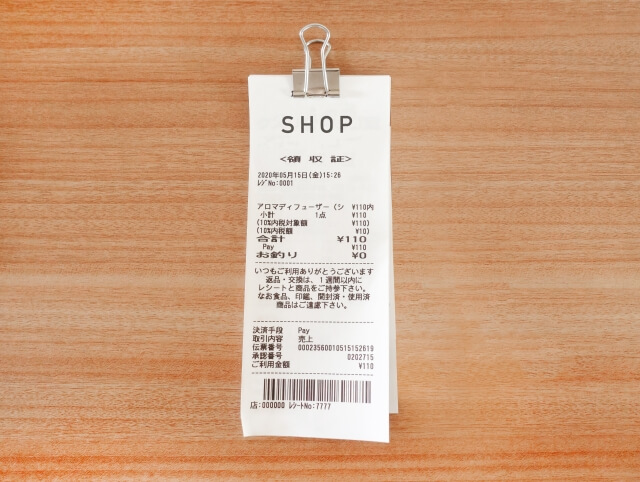 SHOP
<領収証>
2020年05月15日(金)15:26
ﾚｼﾞNo:0001
アロマディフューザー(シ ¥110内
小計 1点 ¥110
(10%内税対象額 ¥110)
(10%内税額 ¥10)
合計 ¥110
Pay ¥110
お釣り ¥0
いつもご利用ありがとうございます
返品・交換は、1週間以内に
レシートと商品をご持参下さい。
なお食品、印鑑、開封済・使用済
商品はご遠慮下さい。
決済手段 Pay
取引内容 売上
伝票番号 00023560010515152619
承認番号 0202715
ご利用金額 ¥110
店:000000 ﾚｼｰﾄNo:7777